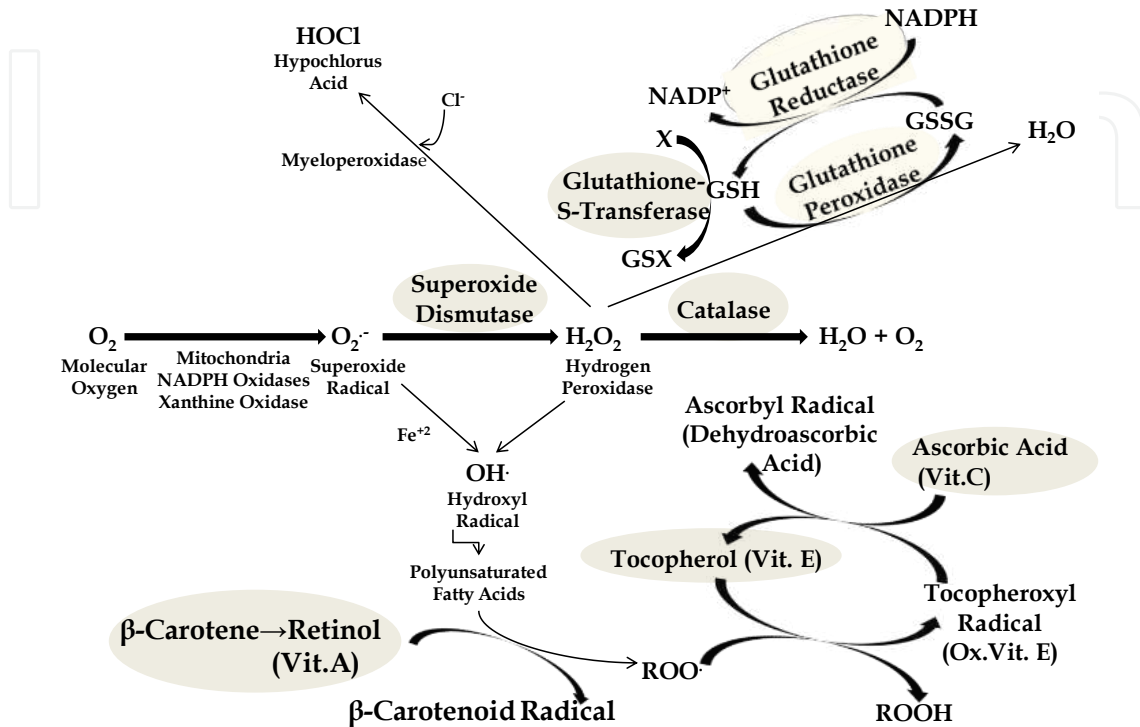 NADPH
HOCl
Hypochlorus
Acid
Glutathione
Reductase
NADP+
Cl-
GSSG
H2O
X
Myeloperoxidase
Glutathione
Peroxidase
Glutathione-
S-Transferase
GSH
GSX
Superoxide
Dismutase
Catalase
O2
Molecular
Oxygen
Mitochondria
NADPH Oxidases
Xanthine Oxidase
O2·-
Superoxide
Radical
H2O2
Hydrogen
Peroxidase
H2O + O2
Fe+2
OH·
Hydroxyl
Radical
Ascorbyl Radical
(Dehydroascorbic
Acid)
Ascorbic Acid
(Vit.C)
Tocopherol (Vit. E)
Polyunsaturated
Fatty Acids
Tocopheroxyl
Radical
(Ox.Vit. E)
β-Carotene→Retinol
(Vit.A)
ROO·
β-Carotenoid Radical
ROOH